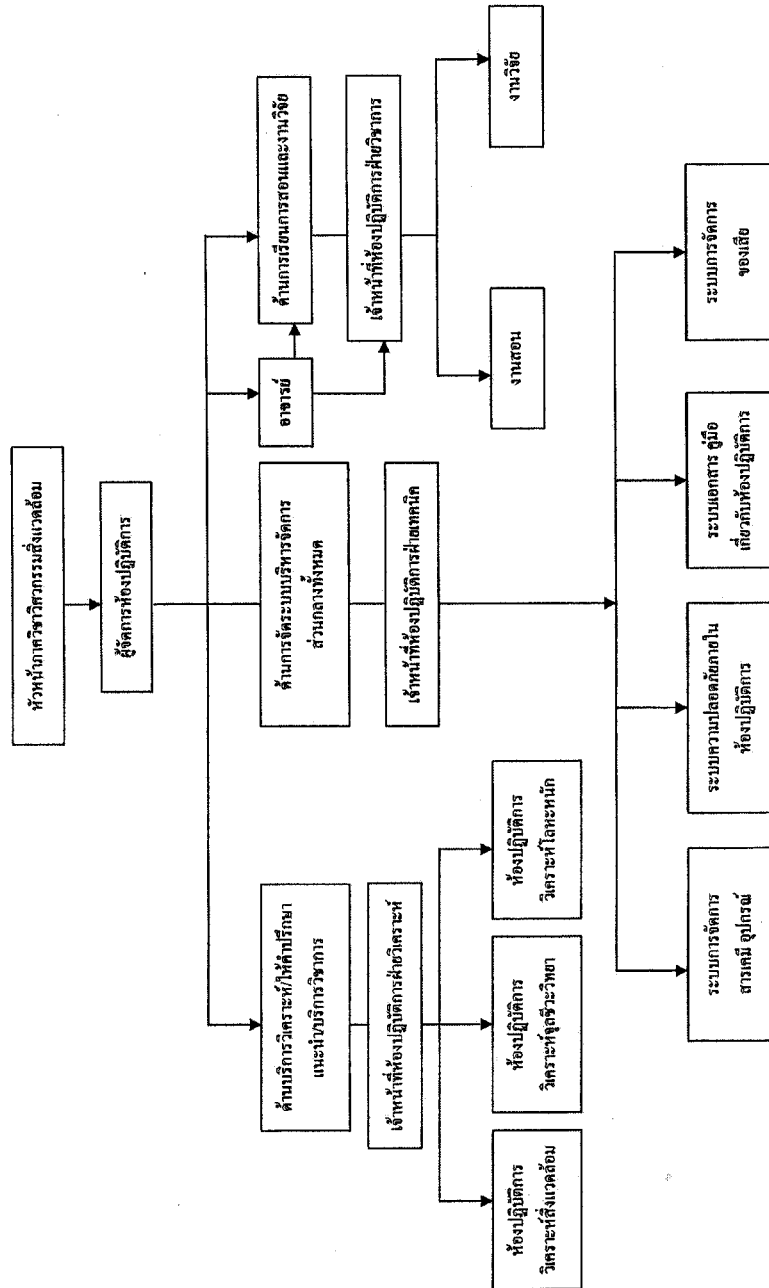 หัวหน้าภาควิชาวิศวกรรมสิ่งแวดล้อม
ผู้จัดการห้องปฏิบัติการ
ด้านบริการวิเคราะห์/ให้คำปรึกษา
แนะนำ/บริการวิชาการ
ด้านการจัดระบบบริหารจัดการ
ส่วนกลางทั้งหมด
อาจารย์
ด้านการเรียนการสอนและงานวิจัย
เจ้าหน้าที่ห้องปฏิบัติการฝ่ายวิเคราะห์
เจ้าหน้าที่ห้องปฏิบัติการฝ่ายเทคนิค
เจ้าหน้าที่ห้องปฏิบัติการฝ่ายวิชาการ
ห้องปฏิบัติการ
วิเคราะห์สิ่งแวดล้อม
ห้องปฏิบัติการ
วิเคราะห์จุลชีวะวิทยา
ห้องปฏิบัติการ
วิเคราะห์โลหะหนัก
งานสอน
งานวิจัย
ระบบการจัดการ
สารเคมี อุปกรณ์
ระบบความปลอดภัยภายใน
ห้องปฏิบัติการ
ระบบเอกสาร คู่มือ
เกี่ยวกับห้องปฏิบัติการ
ระบบการจัดการ
ของเสีย